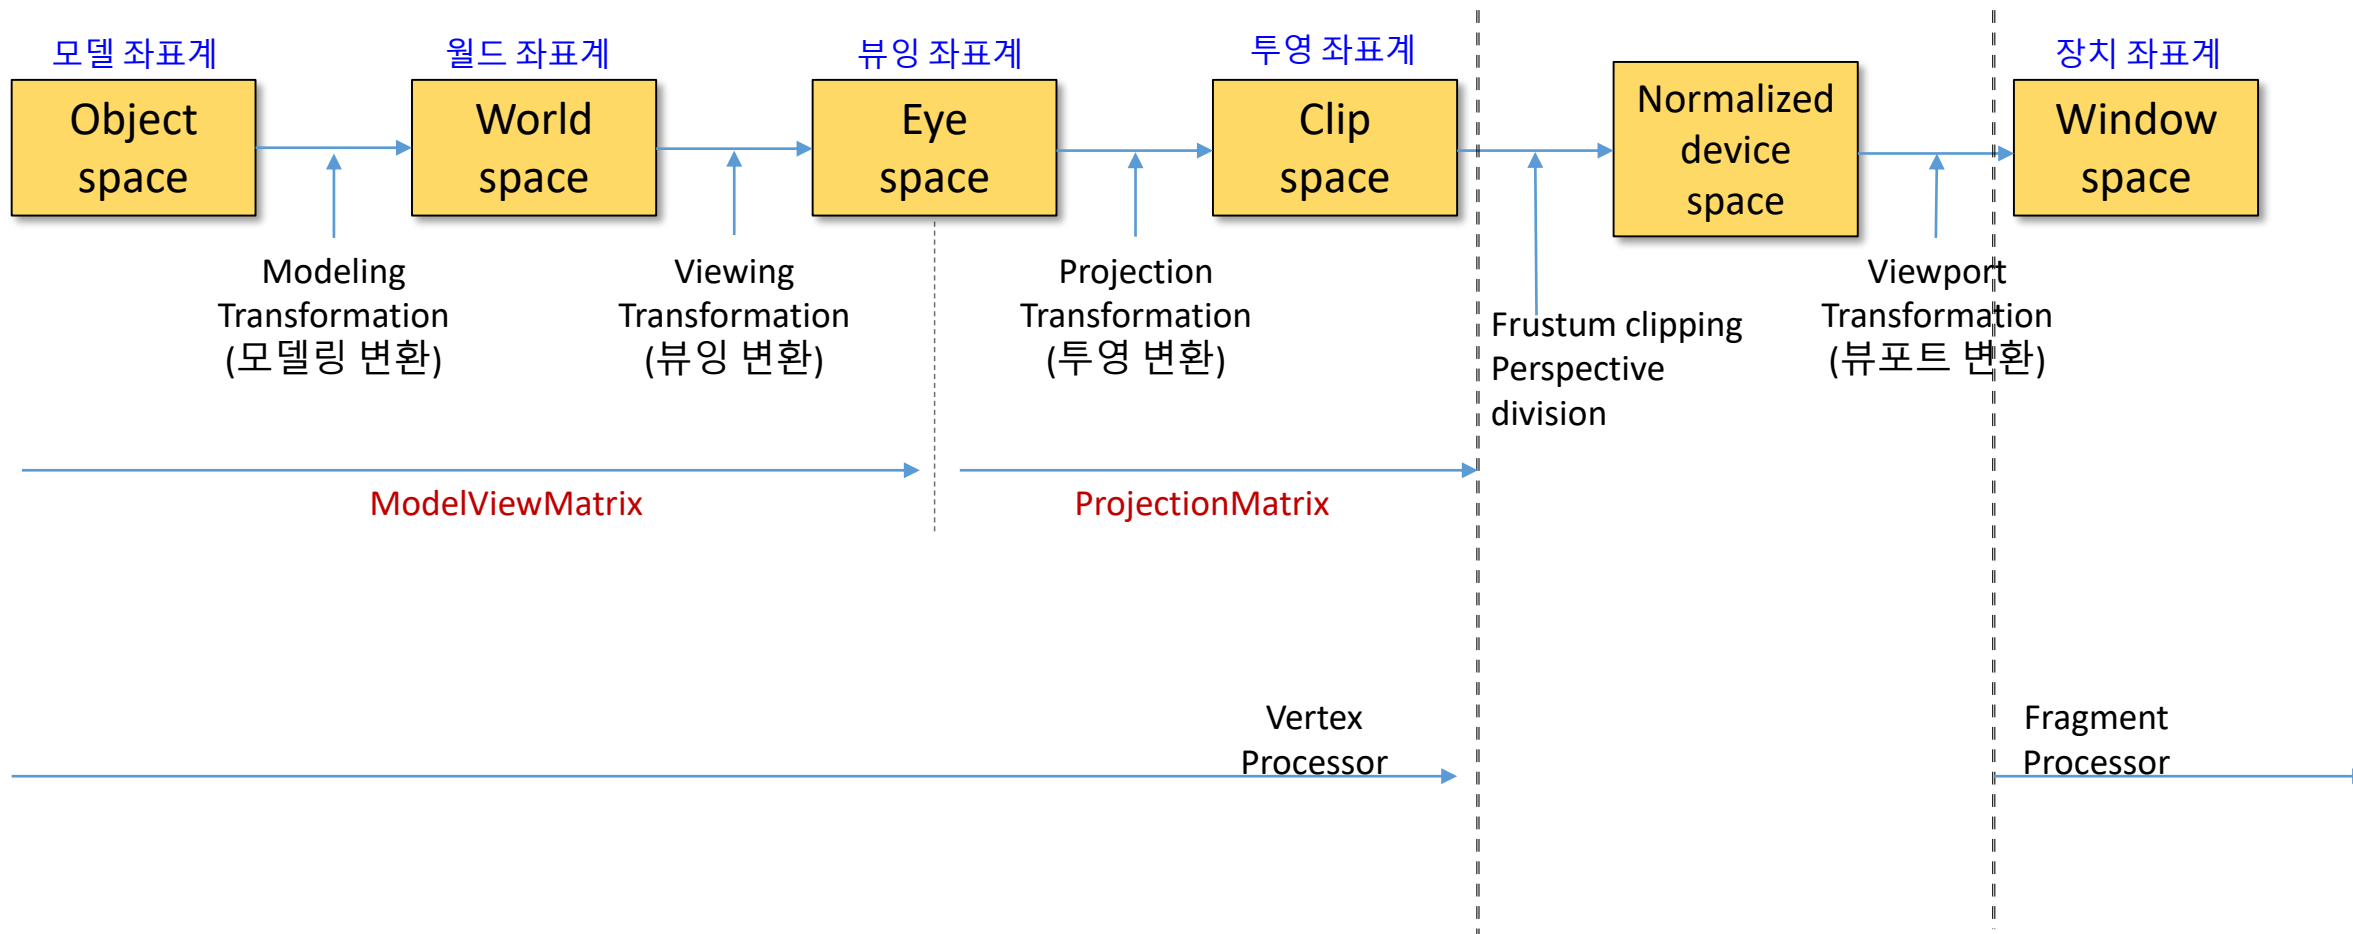 모델 좌표계
월드 좌표계
뷰잉 좌표계
투영 좌표계
장치 좌표계
Object
space
World
space
Eye
space
Clip
space
Normalized
device
space
Window
space
Modeling
Transformation
(모델링 변환)
Viewing
Transformation
(뷰잉 변환)
Projection
Transformation
(투영 변환)
Frustum clipping
Perspective
division
Viewport
Transformation
(뷰포트 변환)
ModelViewMatrix
ProjectionMatrix
Vertex
Processor
Fragment
Processor